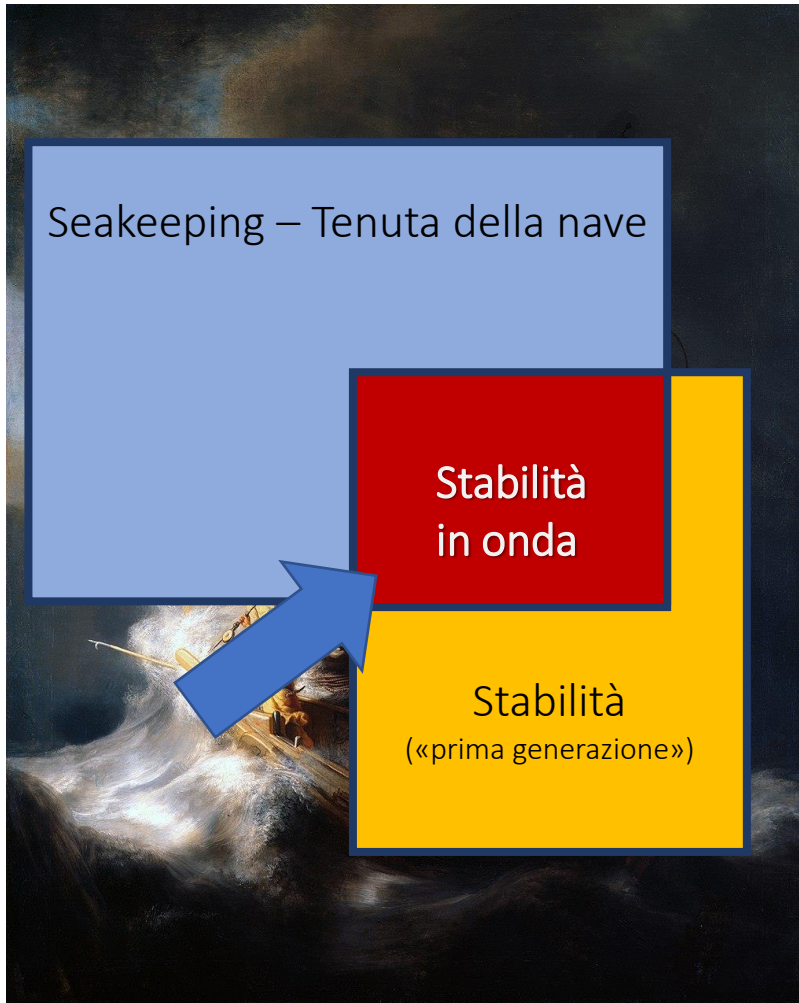 Seakeeping – Tenuta della nave
Stabilità
in onda
Stabilità
(«prima generazione»)